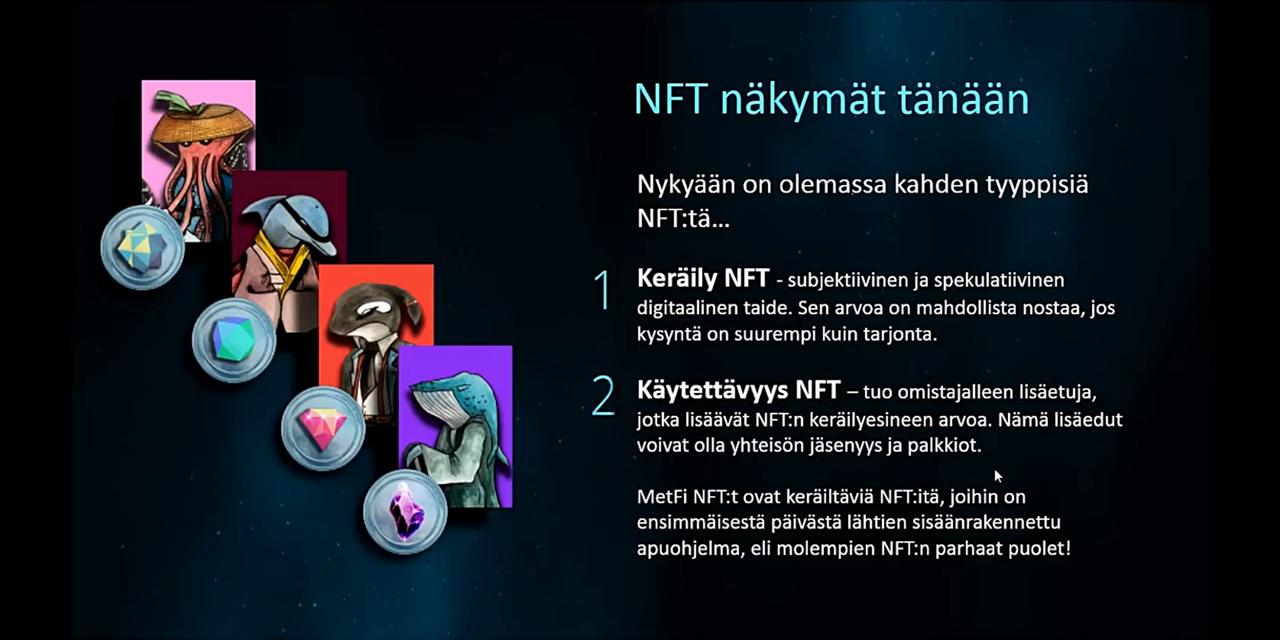 NFT näkymät tänään
Nykyään on olemassa kahden tyyppisiä
NFT:tä...
1 Keräily NFT - subjektiivinen ja spekulatiivinen
digitaalinen taide. Sen arvoa on mahdollista nostaa, jos
kysyntä on suurempi kuin tarjonta.
2 Käytettävyys NFT – tuo omistajalleen lisäetuja,
jotka lisäävät NFT:n keräilyesineen arvoa. Nämä lisäedut
voivat olla yhteisön jäsenyys ja palkkiot.
MetFi NFT:t ovat keräiltäviä NFT:itä, joihin on
ensimmäisestä päivästä lähtien sisäänrakennettu
apuohjelma, eli molempien NFT:n parhaat puolet!